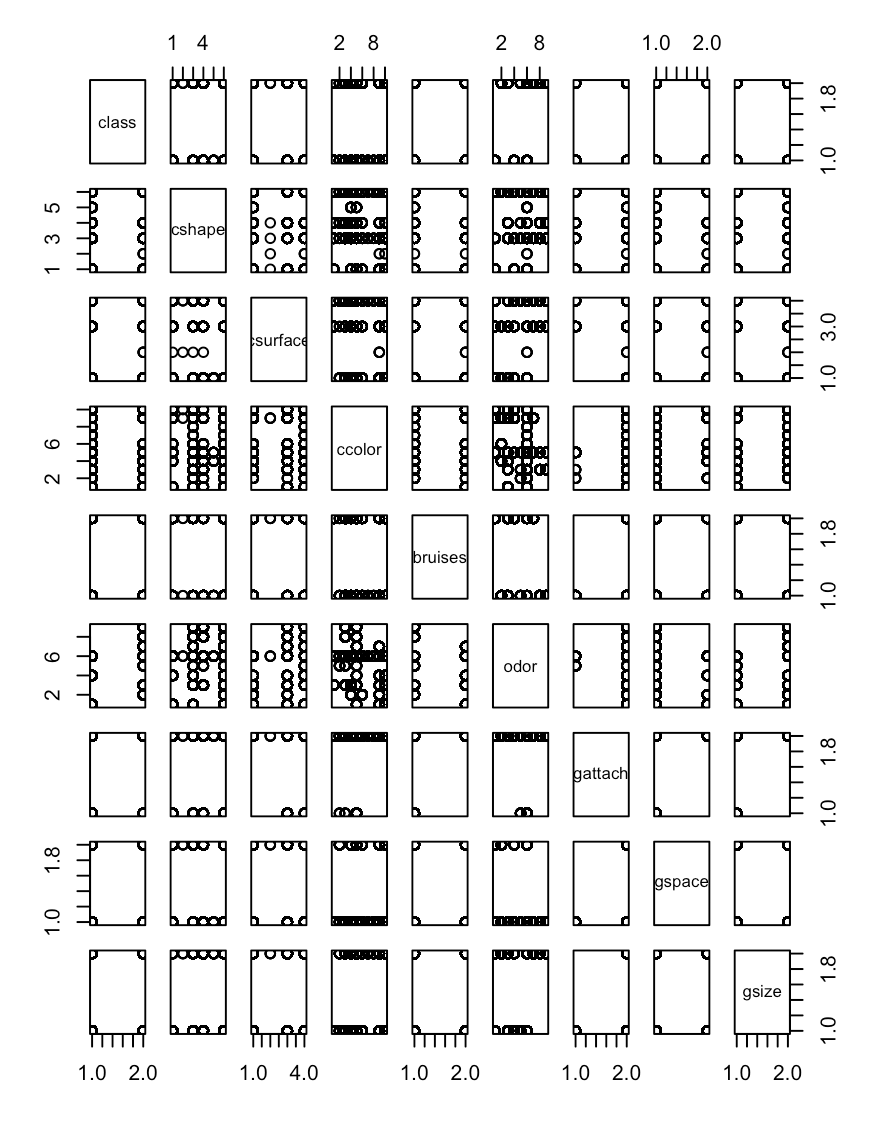 1 4 2 8 2 8 1.0 2.0
class 1.0 1.8
1 3 5 cshape
csurface 1.0 3.0
2 6 ccolor
bruises 1.0 1.8
2 6 odor
gattach 1.0 1.8
1.0 1.8 gspace
gsize 1.0 1.8
1.0 2.0 1.0 4.0 1.0 2.0 1.0 2.0 1.0 2.0